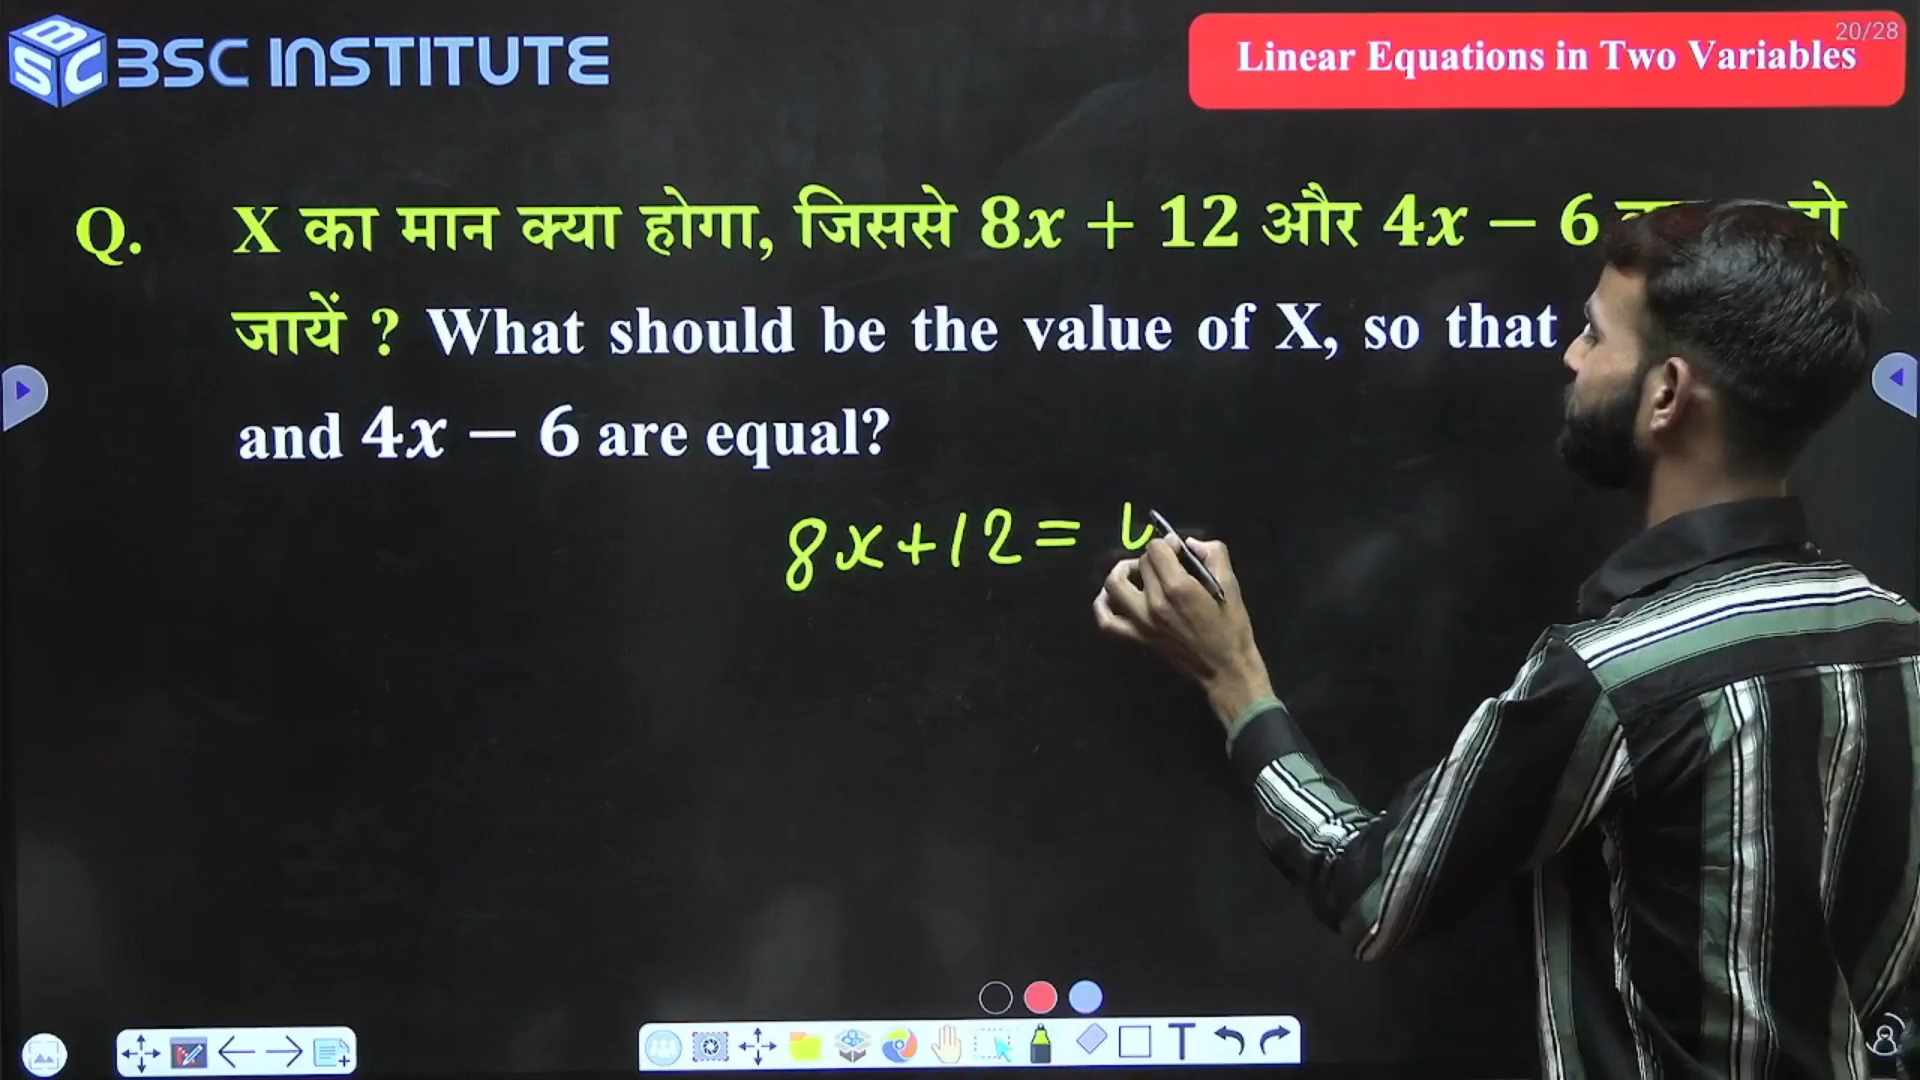 BSC INSTITUTE
20/28
Linear Equations in Two Variables
Q. X का मान क्या होगा, जिससे 8x + 12 और 4x − 6
जायें ? What should be the value of X, so that
and 4x − 6 are equal?
8x+12=